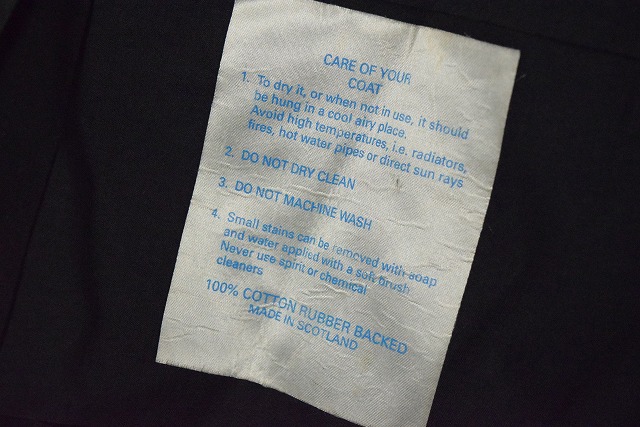 CARE OF YOUR
COAT
1. To dry it, or when not in use, it should
be hung in a cool airy place.
Avoid high temperatures, i.e. radiators,
fires, hot water pipes or direct sun rays
2. DO NOT DRY CLEAN
3. DO NOT MACHINE WASH
4. Small stains can be removed with soap
and water applied with a soft brush
Never use spirit or chemical
cleaners
100% COTTON RUBBER BACKED
MADE IN SCOTLAND